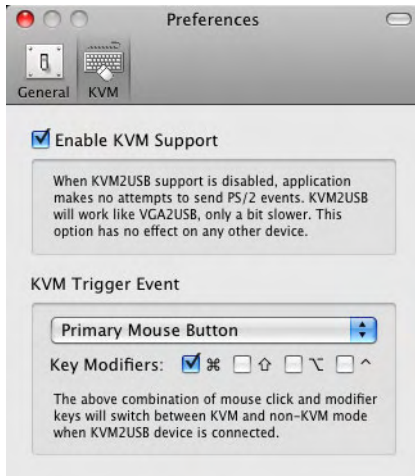 Preferences
General KVM
Enable KVM Support
When KVM2USB support is disabled, application
makes no attempts to send PS/2 events. KVM2USB
will work like VGA2USB, only a bit slower. This
option has no effect on any other device.
KVM Trigger Event
Primary Mouse Button
Key Modifiers: ⌘ ⇧ ⌥ ^
The above combination of mouse click and modifier
keys will switch between KVM and non-KVM mode
when KVM2USB device is connected.